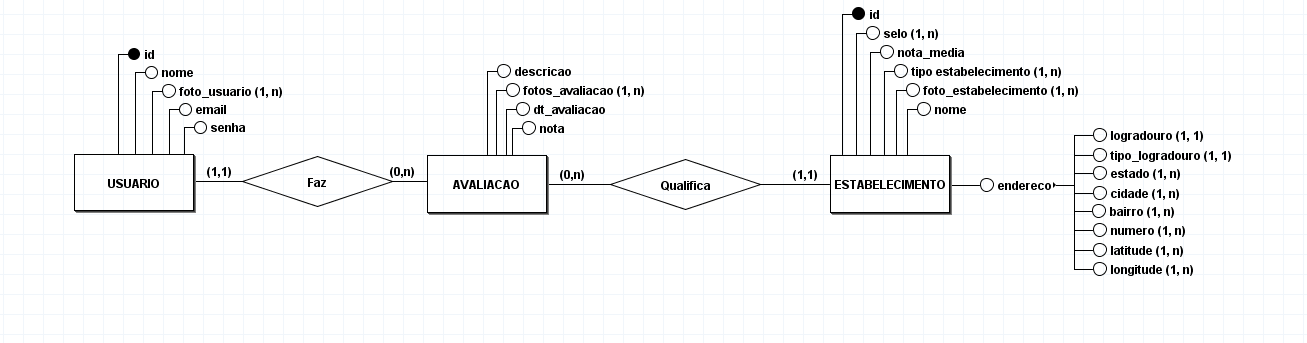 id
nome
foto_usuario (1, n)
email
senha
USUARIO
(1,1)
Faz
(0,n)
descricao
fotos_avaliacao (1, n)
dt_avaliacao
nota
AVALIACAO
(0,n)
Qualifica
(1,1)
id
selo (1, n)
nota_media
tipo estabelecimento (1, n)
foto_estabelecimento (1, n)
nome
ESTABELECIMENTO
endereco
logradouro (1, 1)
tipo_logradouro (1, 1)
estado (1, n)
cidade (1, n)
bairro (1, n)
numero (1, n)
latitude (1, n)
longitude (1, n)